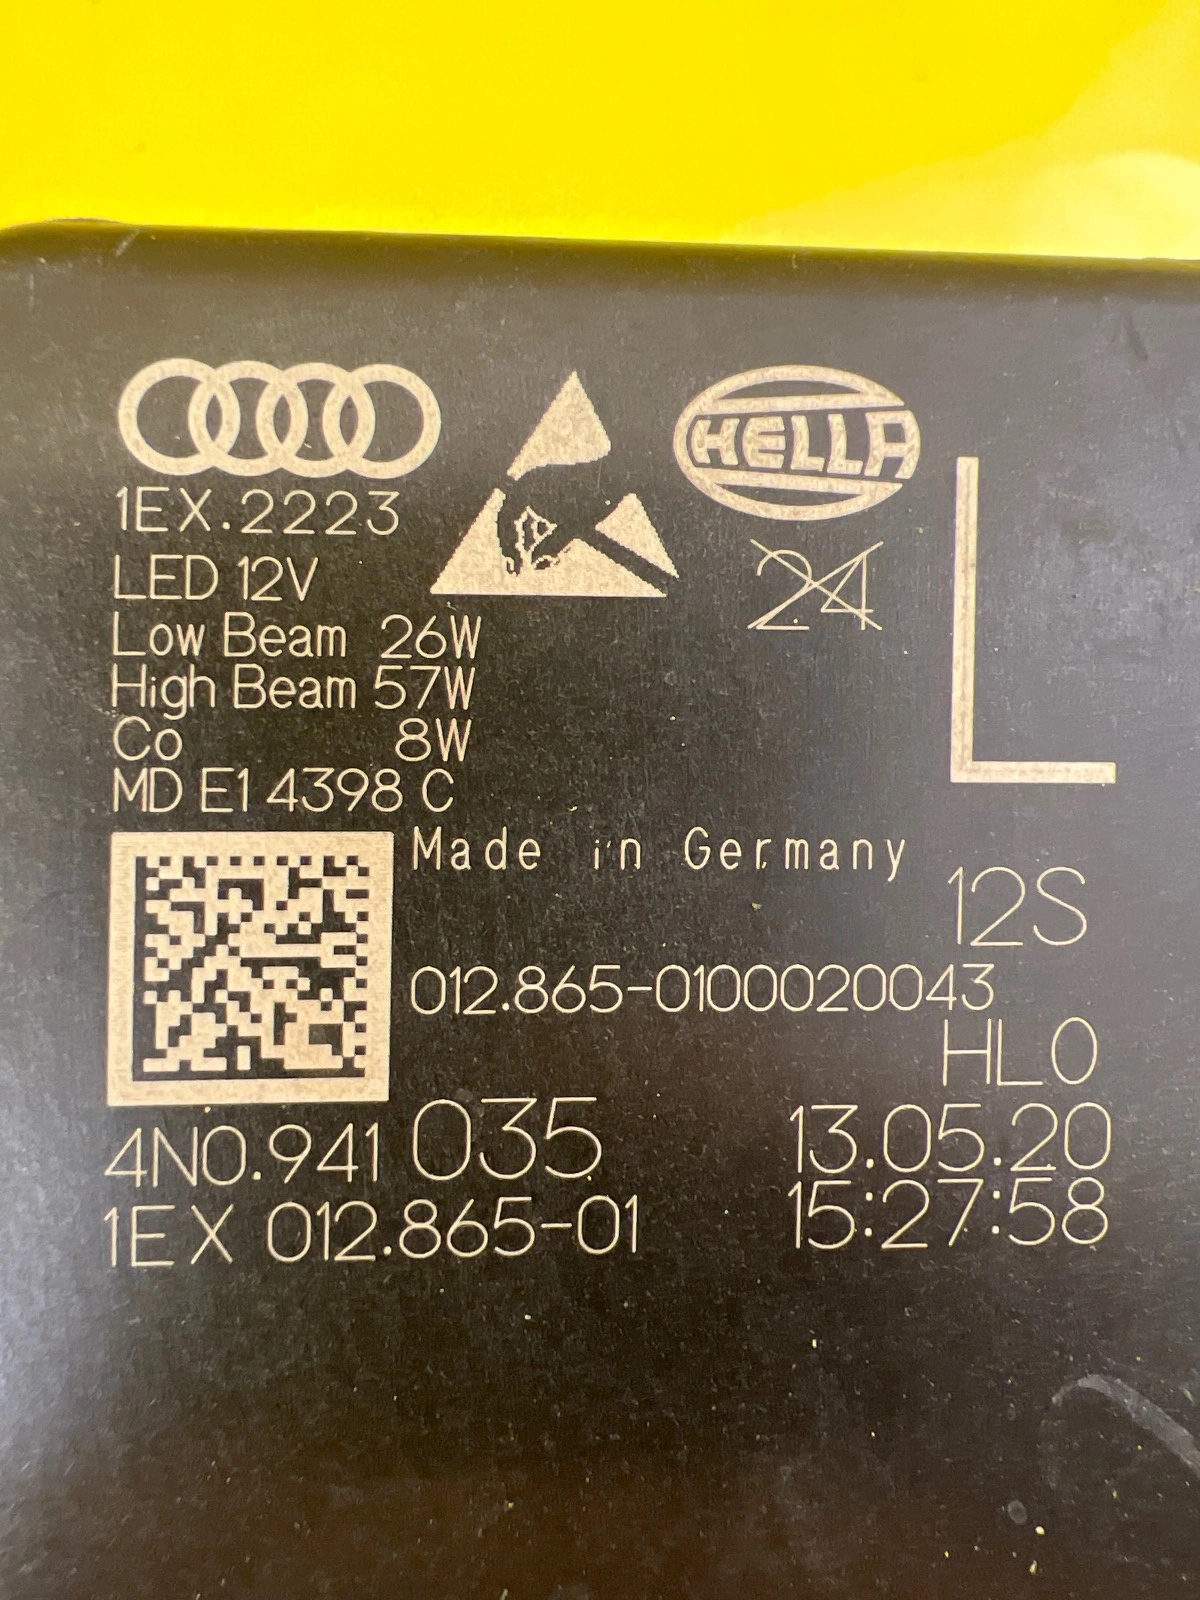 HELLA
1EX.2223
24
L
LED 12V
Low Beam 26W
High Beam 57W
Co 8W
MD E1 4398 C
Made in Germany
12S
012.865-0100020043
HL0
4N0.941 035
13.05.20
1EX 012.865-01
15:27:58